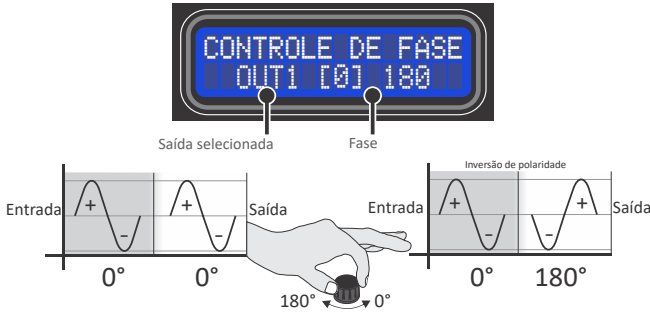 CONTROLE DE FASE
OUT1 [0] 180
Saída selecionada
Fase
Entrada
+
-
+
-
Saída
0°
0°
180°
0°
Inversão de polaridade
Entrada
+
-
-
+
Saída
0°
180°